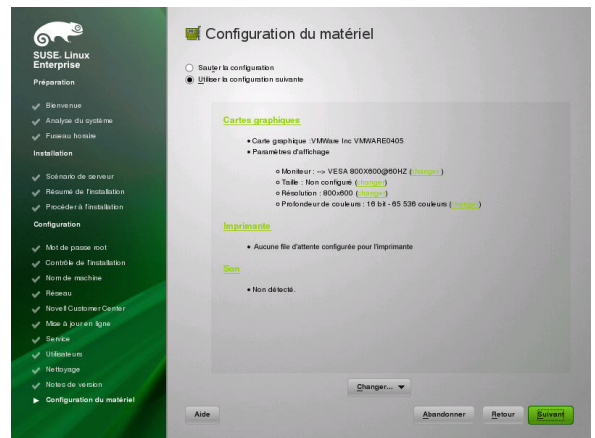 SUSE Linux
Enterprise
Préparation
Bienvenue
Analyse du système
Fuseau horaire
Installation
Scénario de serveur
Résumé de l'installation
Procéder à l'installation
Configuration
Mot de passe root
Contrôle de l'installation
Nom de machine
Réseau
Novell Customer Center
Mise à jour en ligne
Service
Utilisateurs
Nettoyage
Notes de version
Configuration du matériel
Configuration du matériel
Sauter la configuration
Utiliser la configuration suivante
Cartes graphiques
Carte graphique :VMWare Inc VMWARE0405
Paramètres d'affichage
Moniteur : --> VESA 800X600@60HZ (changer)
Taille : Non configuré (changer)
Résolution : 800x600 (changer)
Profondeur de couleurs : 16 bit - 65 536 couleurs (changer)
Imprimante
Aucune file d'attente configurée pour l'imprimante
Son
Non détecté.
Changer...
Aide
Abandonner
Retour
Suivant